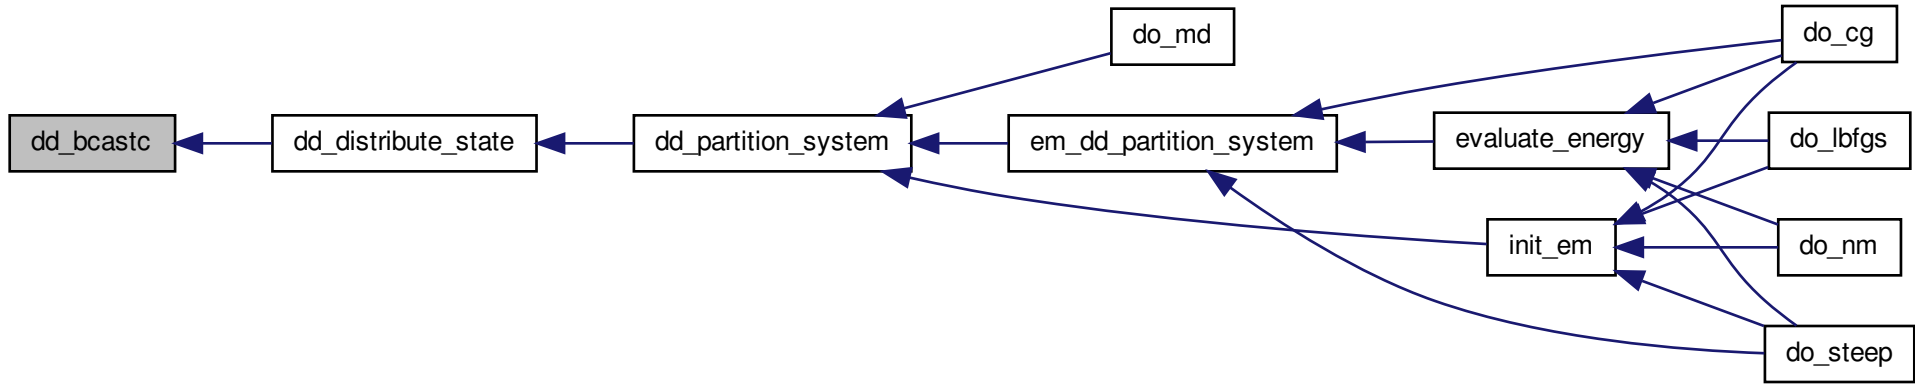 dd_bcastc
dd_distribute_state
dd_partition_system
do_md
em_dd_partition_system
evaluate_energy
init_em
do_cg
do_lbfgs
do_nm
do_steep